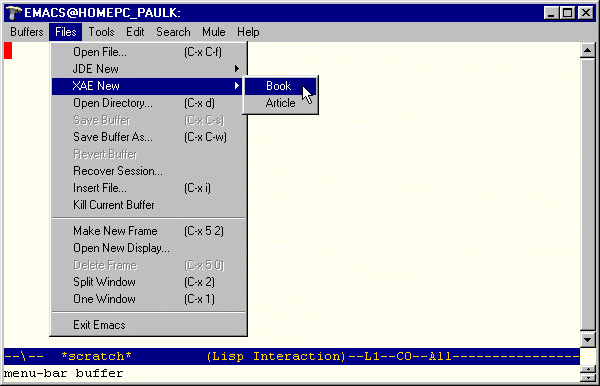 EMACS@HOMEPC_PAULK:
Buffers Files Tools Edit Search Mule Help
Open File... (C-x C-f)
JDE New
XAE New
Book
Open Directory... (C-x d)
Article
Save Buffer (C-x C-s)
Save Buffer As... (C-x C-w)
Revert Buffer
Recover Session...
Insert File... (C-x i)
Kill Current Buffer
Make New Frame (C-x 5 2)
Open New Display...
Delete Frame (C-x 5 0)
Split Window (C-x 2)
One Window (C-x 1)
Exit Emacs
--\-- *scratch* (Lisp Interaction)--L1--C0--All-----------------
menu-bar buffer